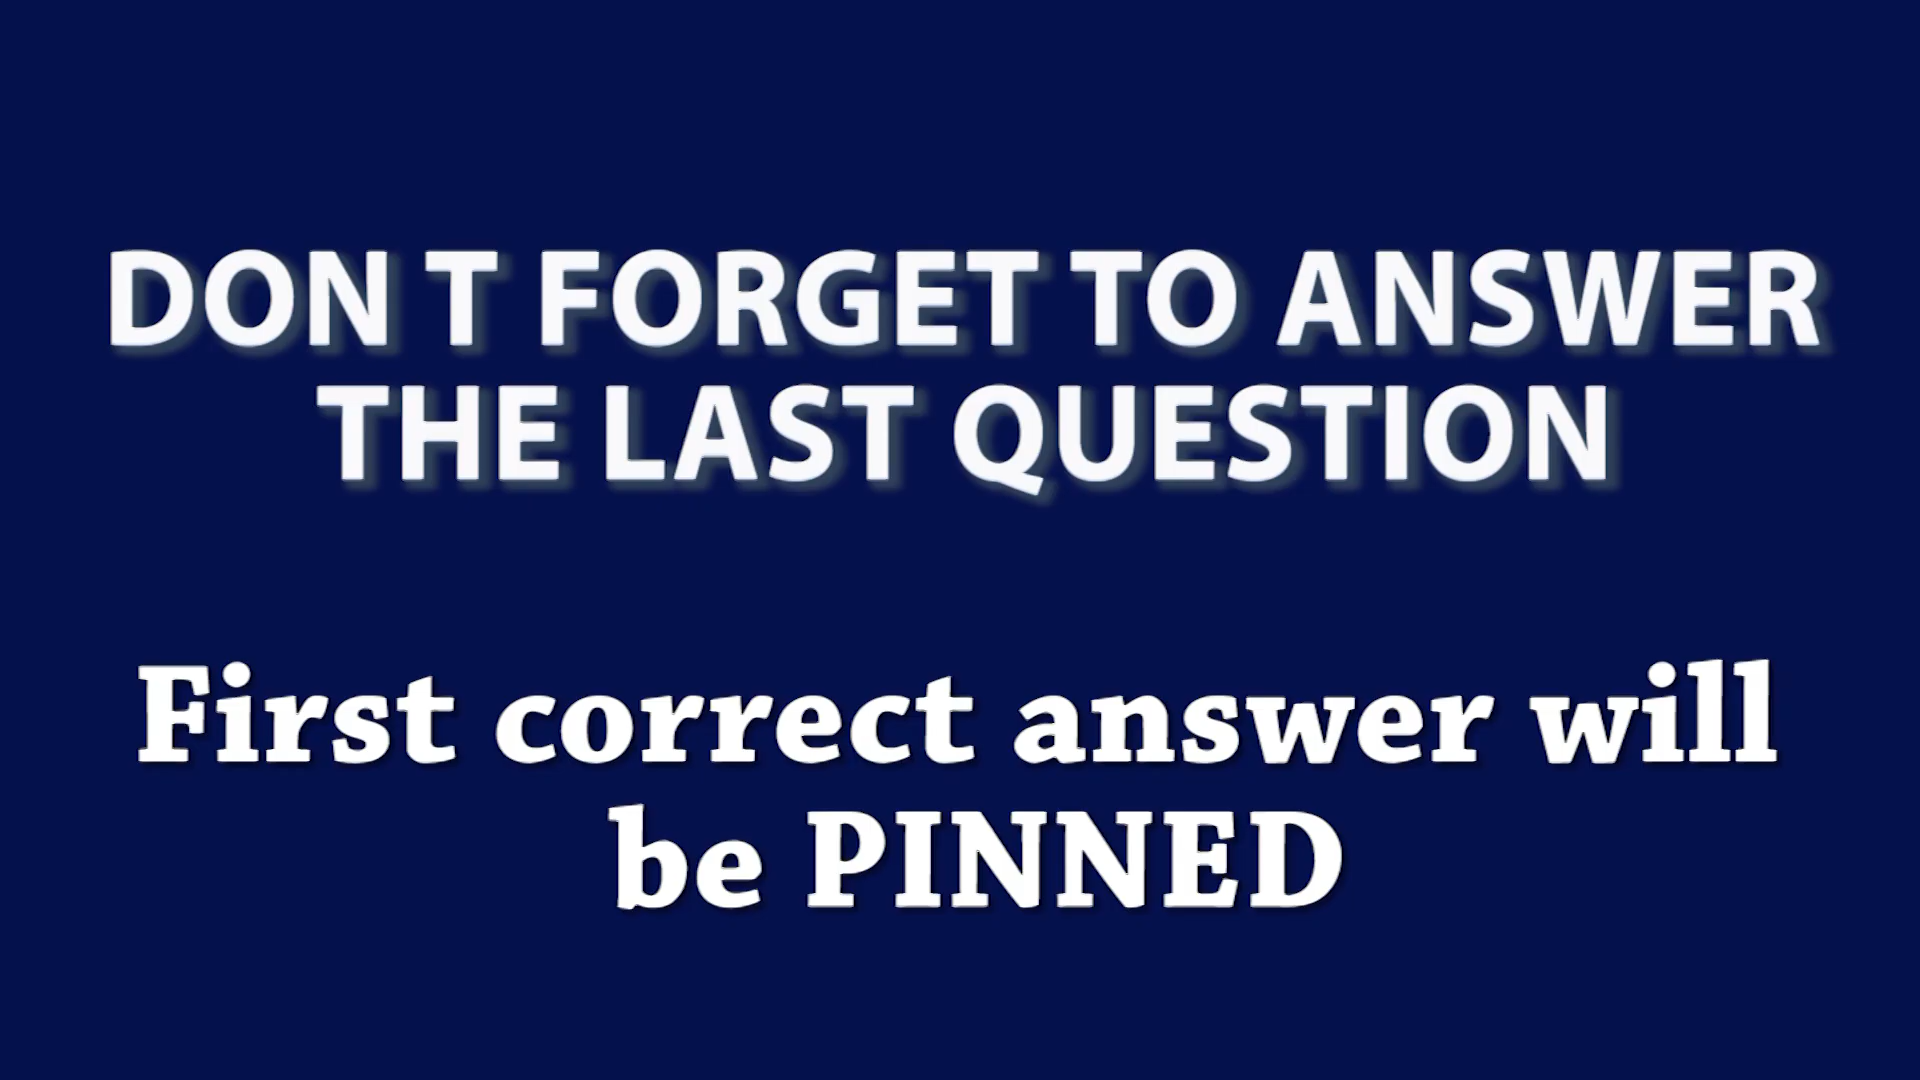 DON T FORGET TO ANSWER
THE LAST QUESTION
First correct answer will
be PINNED